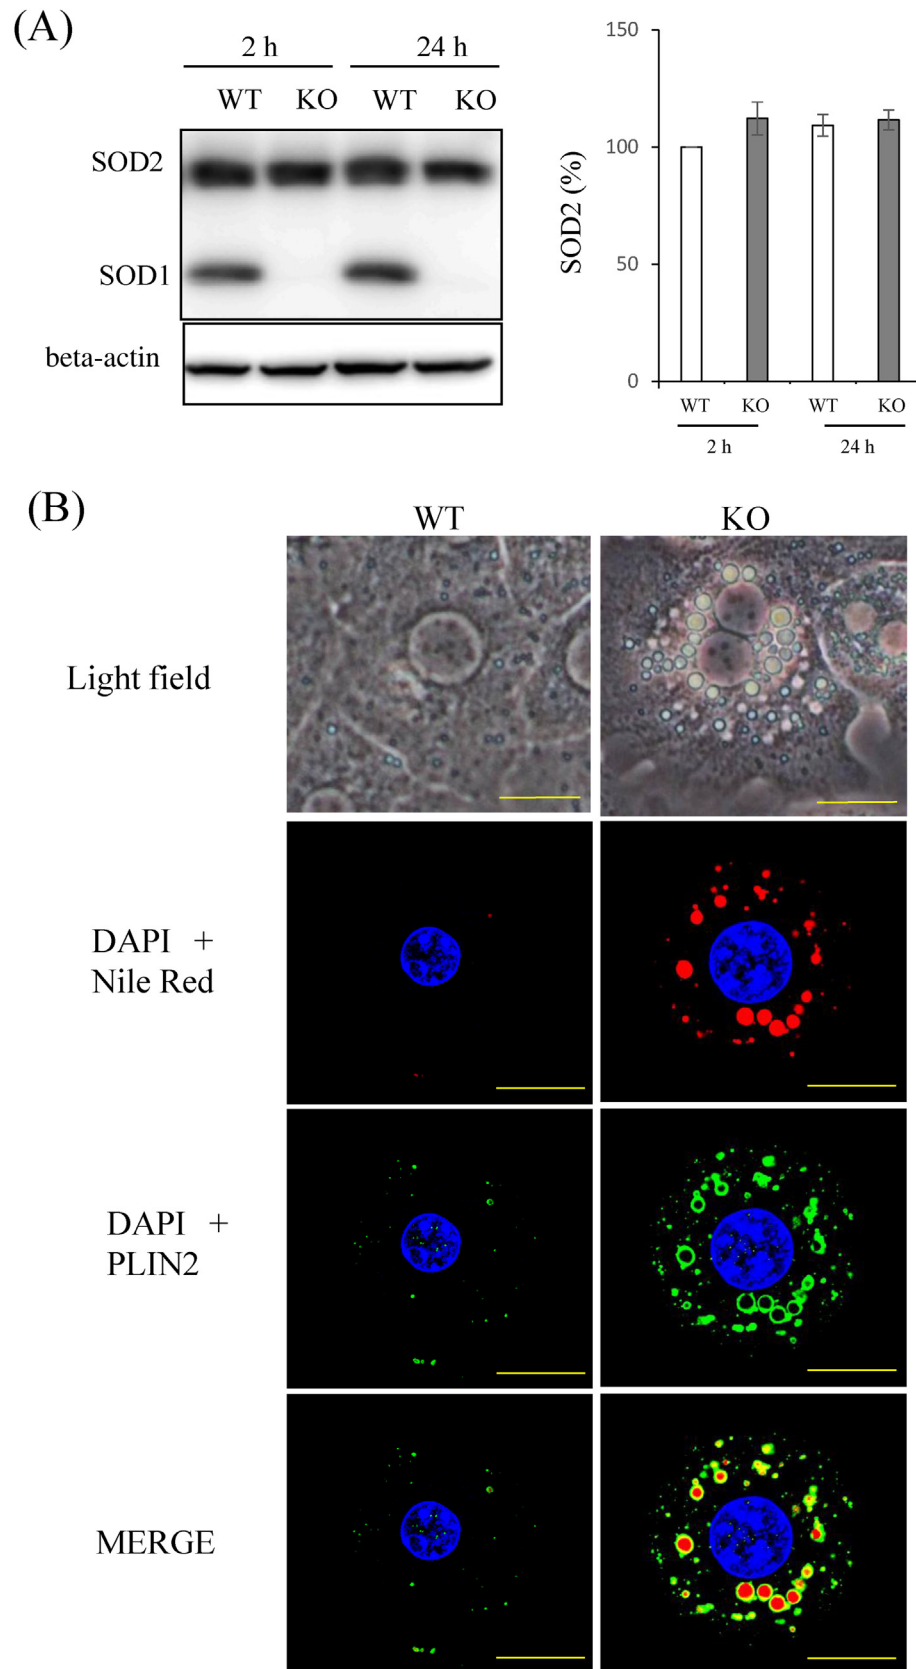 (A)
2 h 24 h
WT KO WT KO
SOD2
SOD1
beta-actin
150
100
50
0
SOD2 (%)
WT KO WT KO
2 h 24 h
(B)
WT KO
Light field
DAPI +
Nile Red
DAPI +
PLIN2
MERGE